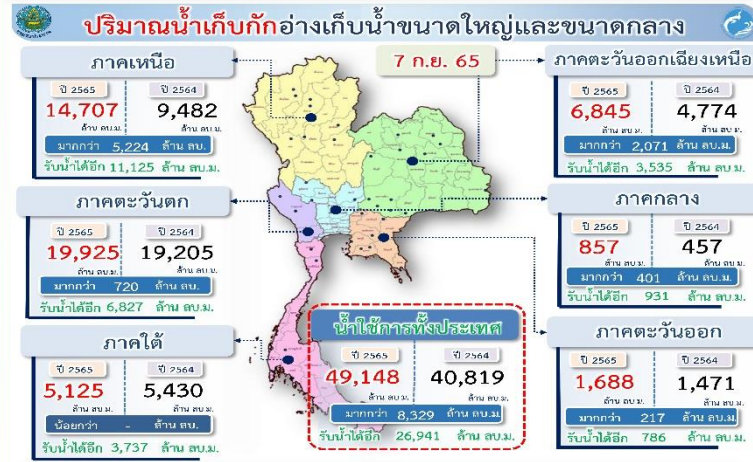 ปริมาณน้ำเก็บกักอ่างเก็บน้ำขนาดใหญ่และขนาดกลาง
7 ก.ย. 65
ภาคเหนือ
ปี 2565 ปี 2564
14,707 9,482
ล้าน ลบ.ม. ล้าน ลบ.ม.
มากกว่า 5,224 ล้าน ลบ.
รับน้ำได้อีก 11,125 ล้าน ลบ.ม.
ภาคตะวันออกเฉียงเหนือ
ปี 2565 ปี 2564
6,845 4,774
ล้าน ลบ.ม. ล้าน ลบ.ม.
มากกว่า 2,071 ล้าน ลบ.ม.
รับน้ำได้อีก 3,535 ล้าน ลบ.ม.
ภาคตะวันตก
ปี 2565 ปี 2564
19,925 19,205
ล้าน ลบ.ม. ล้าน ลบ.ม.
มากกว่า 720 ล้าน ลบ.ม.
รับน้ำได้อีก 6,827 ล้าน ลบ.ม.
ภาคกลาง
ปี 2565 ปี 2564
857 457
ล้าน ลบ.ม. ล้าน ลบ.ม.
มากกว่า 401 ล้าน ลบ.ม.
รับน้ำได้อีก 931 ล้าน ลบ.ม.
ภาคใต้
ปี 2565 ปี 2564
5,125 5,430
ล้าน ลบ.ม. ล้าน ลบ.ม.
น้อยกว่า - ล้าน ลบ.
รับน้ำได้อีก 3,737 ล้าน ลบ.ม.
น้ำใช้การทั้งประเทศ
ปี 2565 ปี 2564
49,148 40,819
ล้าน ลบ.ม. ล้าน ลบ.ม.
มากกว่า 8,329 ล้าน ลบ.ม.
รับน้ำได้อีก 26,941 ล้าน ลบ.ม.
ภาคตะวันออก
ปี 2565 ปี 2564
1,688 1,471
ล้าน ลบ.ม. ล้าน ลบ.ม.
มากกว่า 217 ล้าน ลบ.ม.
รับน้ำได้อีก 786 ล้าน ลบ.ม.